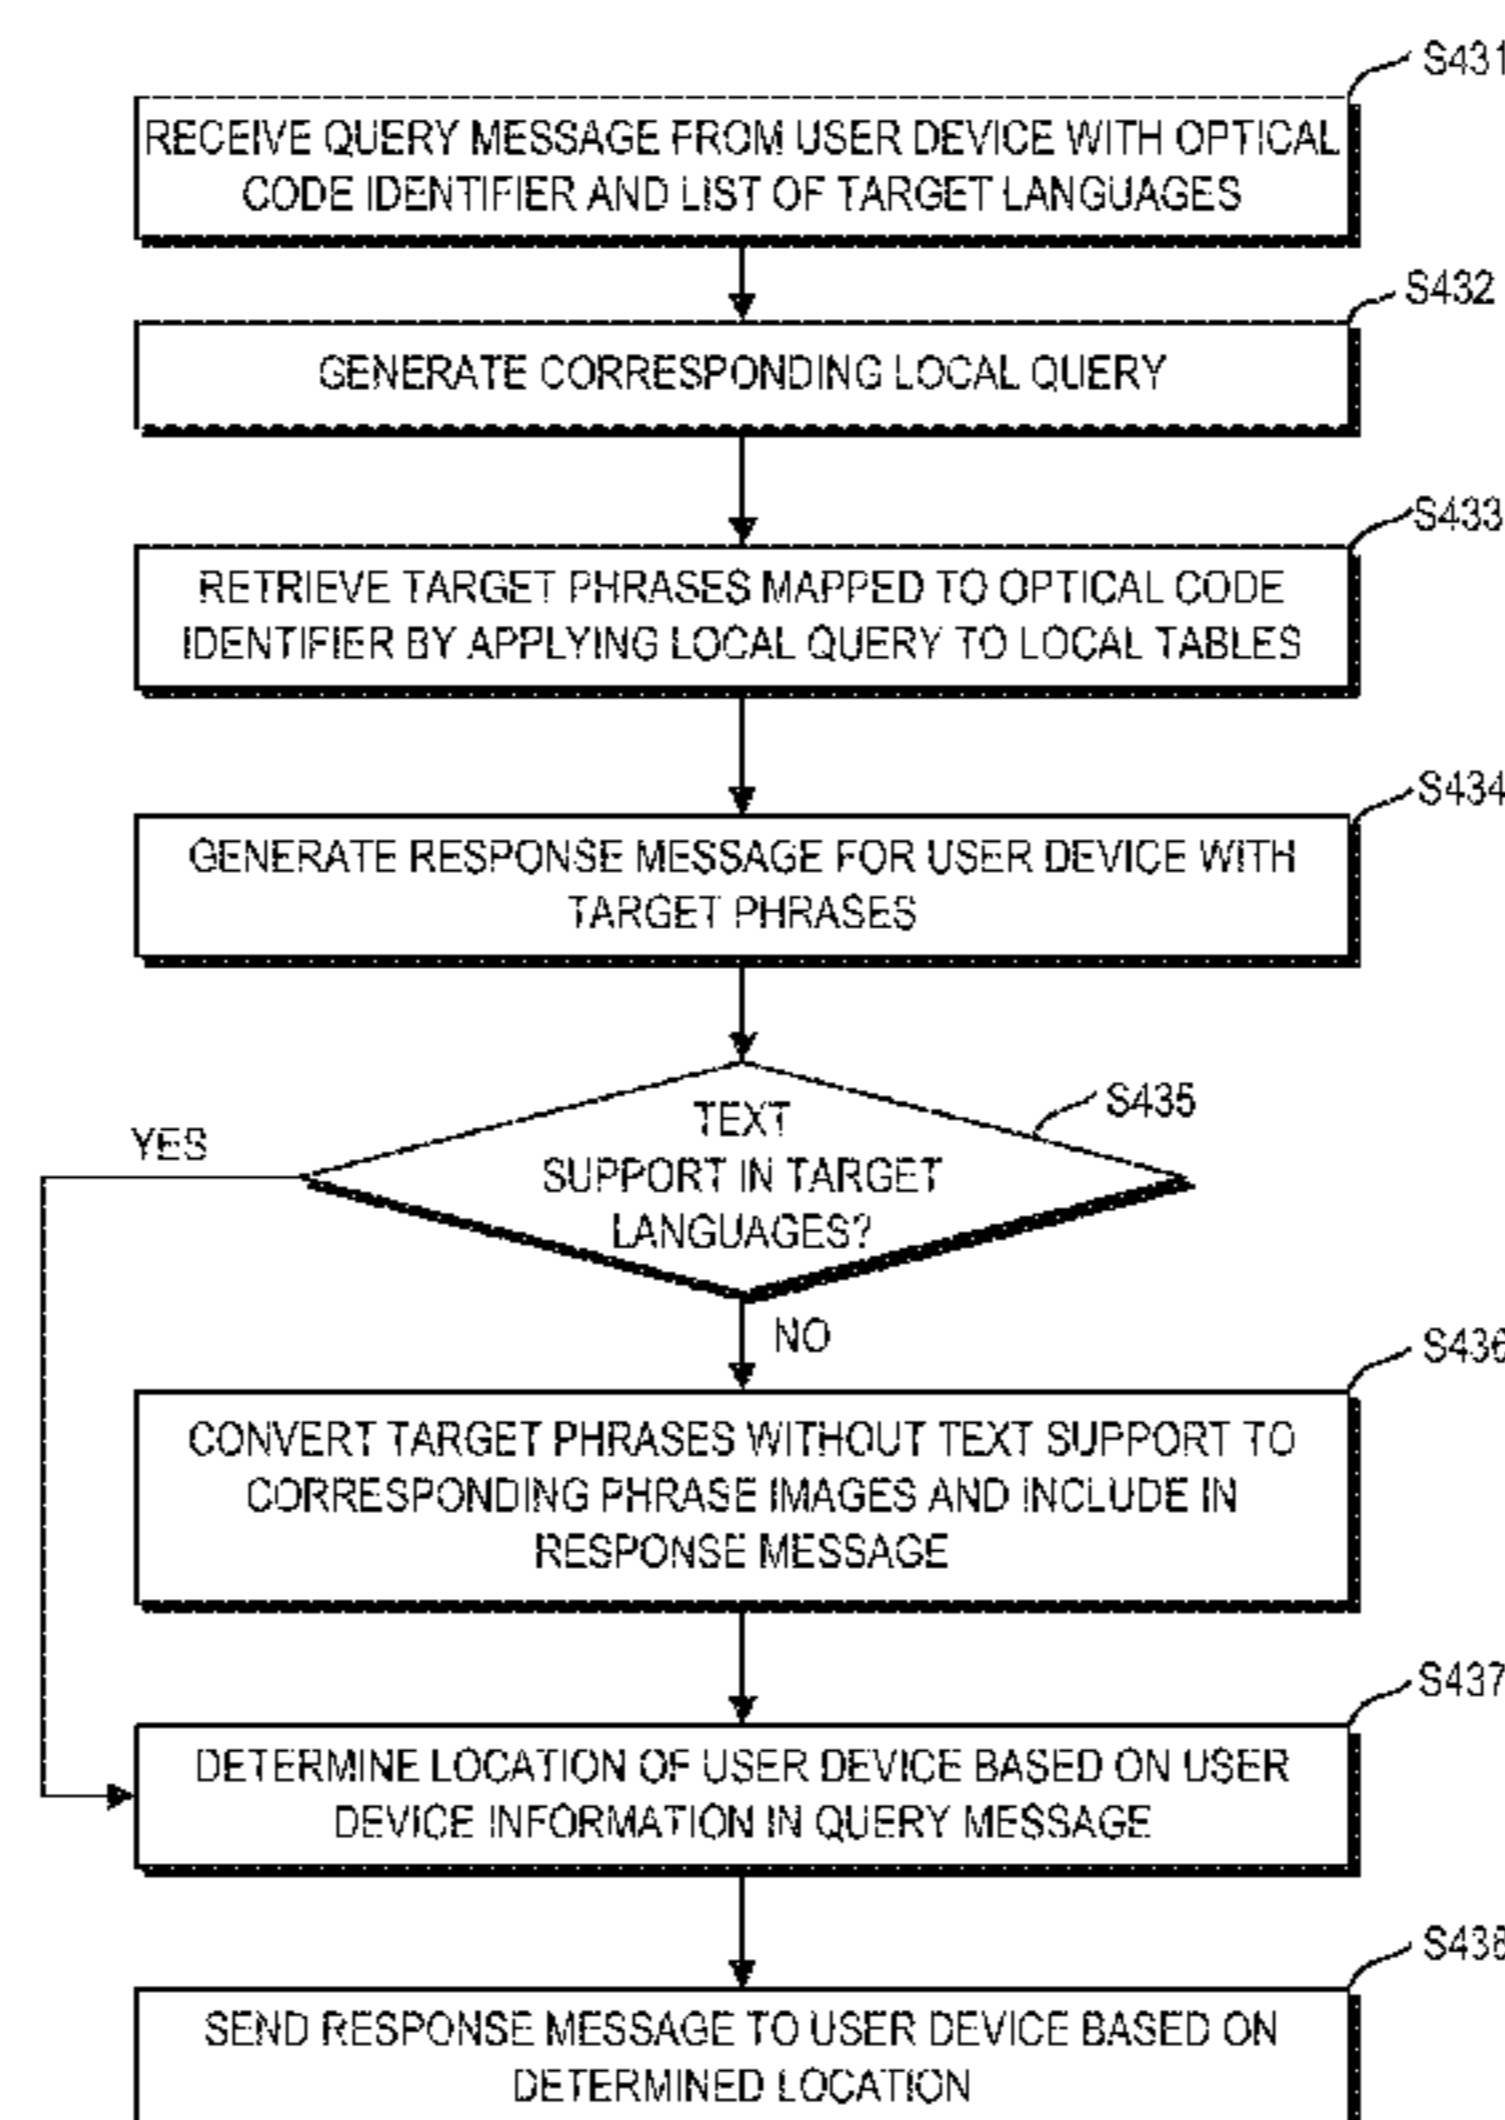 S431
RECEIVE QUERY MESSAGE FROM USER DEVICE WITH OPTICAL
CODE IDENTIFIER AND LIST OF TARGET LANGUAGES
S432
GENERATE CORRESPONDING LOCAL QUERY
S433
RETRIEVE TARGET PHRASES MAPPED TO OPTICAL CODE
IDENTIFIER BY APPLYING LOCAL QUERY TO LOCAL TABLES
S434
GENERATE RESPONSE MESSAGE FOR USER DEVICE WITH
TARGET PHRASES
S435
TEXT
SUPPORT IN TARGET
LANGUAGES?
YES
NO
S436
CONVERT TARGET PHRASES WITHOUT TEXT SUPPORT TO
CORRESPONDING PHRASE IMAGES AND INCLUDE IN
RESPONSE MESSAGE
S437
DETERMINE LOCATION OF USER DEVICE BASED ON USER
DEVICE INFORMATION IN QUERY MESSAGE
S438
SEND RESPONSE MESSAGE TO USER DEVICE BASED ON
DETERMINED LOCATION